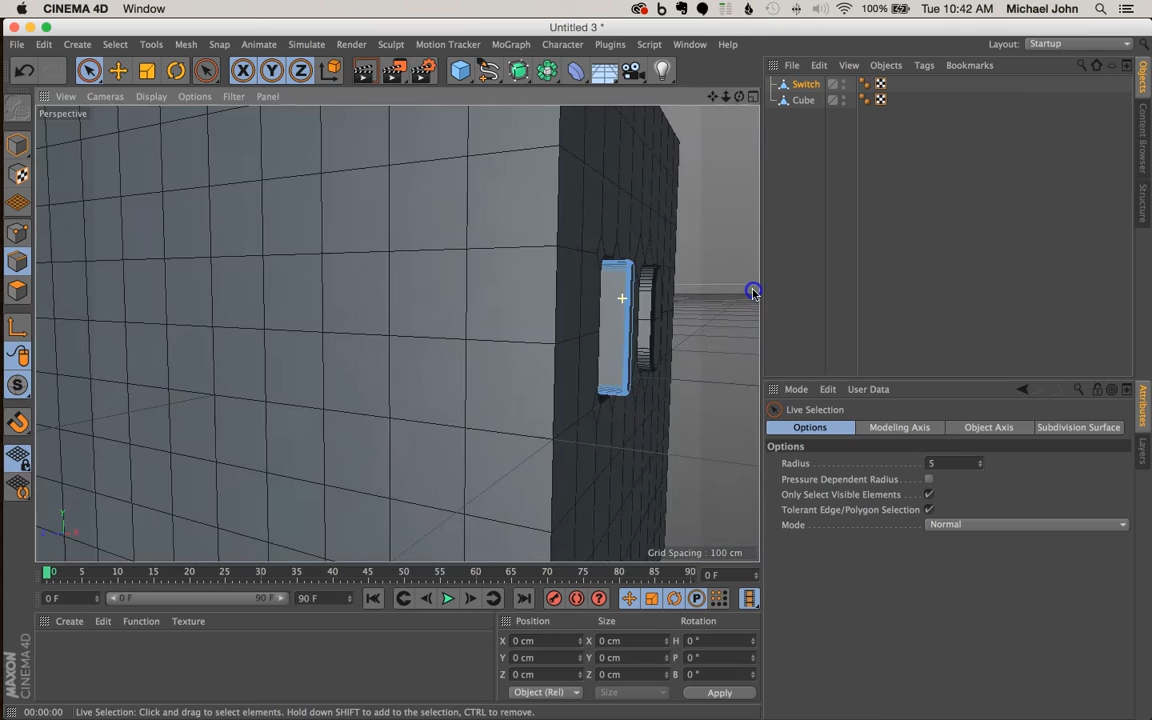 CINEMA 4D Window 100% Tue 10:42 AM Michael John
Untitled 3 *
File Edit Create Select Tools Mesh Snap Animate Simulate Render Sculpt Motion Tracker MoGraph Character Plugins Script Window Help Layout: Startup
X Y Z
File Edit View Objects Tags Bookmarks
View Cameras Display Options Filter Panel
Perspective
Switch
Cube
Objects
Content Browser
Structure
Grid Spacing : 100 cm
Y
Mode Edit User Data
Live Selection
Options Modeling Axis Object Axis Subdivision Surface
Options
Radius 5
Pressure Dependent Radius
Only Select Visible Elements
Tolerant Edge/Polygon Selection
Mode Normal
Attributes
Layers
0 5 10 15 20 25 30 35 40 45 50 55 60 65 70 75 80 85 90 0 F
0 F 0 F 90 F 90 F
Create Edit Function Texture
Position Size Rotation
X 0 cm X 0 cm H 0 °
Y 0 cm Y 0 cm P 0 °
Z 0 cm Z 0 cm B 0 °
Object (Rel) Size Apply
MAXON CINEMA 4D
00:00:00 Live Selection: Click and drag to select elements. Hold down SHIFT to add to the selection, CTRL to remove.